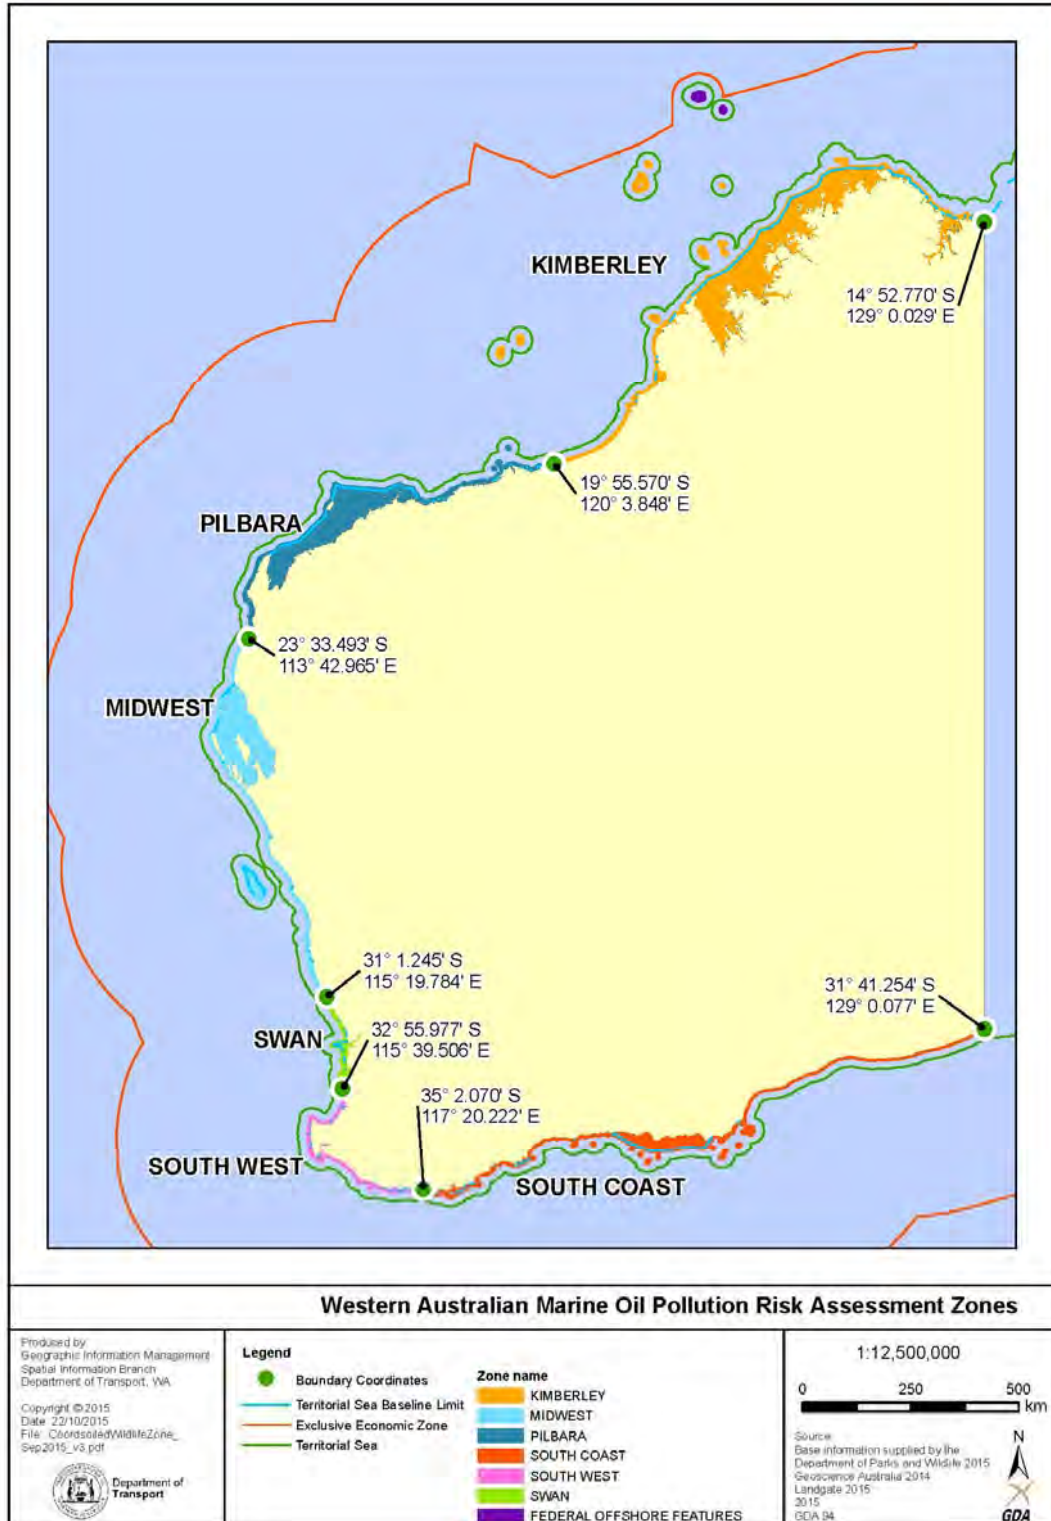 KIMBERLEY
14° 52.770' S
129° 0.029' E
19° 55.570' S
120° 3.848' E
PILBARA
23° 33.493' S
113° 42.965' E
MIDWEST
31° 1.245' S
115° 19.784' E
31° 41.254' S
129° 0.077' E
SWAN
32° 55.977' S
115° 39.506' E
35° 2.070' S
117° 20.222' E
SOUTH WEST
SOUTH COAST
Western Australian Marine Oil Pollution Risk Assessment Zones
Produced by
Geographic Information Management
Spatial Information Branch
Department of Transport, WA
Copyright © 2015
Date: 22/10/2015
File: CoordsoiledWildlifeZone_
Sep2015_v3.pdf
Department of
Transport
Legend
Boundary Coordinates
Territorial Sea Baseline Limit
Exclusive Economic Zone
Territorial Sea
Zone name
KIMBERLEY
MIDWEST
PILBARA
SOUTH COAST
SOUTH WEST
SWAN
FEDERAL OFFSHORE FEATURES
1:12,500,000
0 250 500
km
Source:
Base information supplied by the
Department of Parks and Wildlife 2015
Geoscience Australia 2014
Landgate 2015
2015
GDA 94
N
GDA